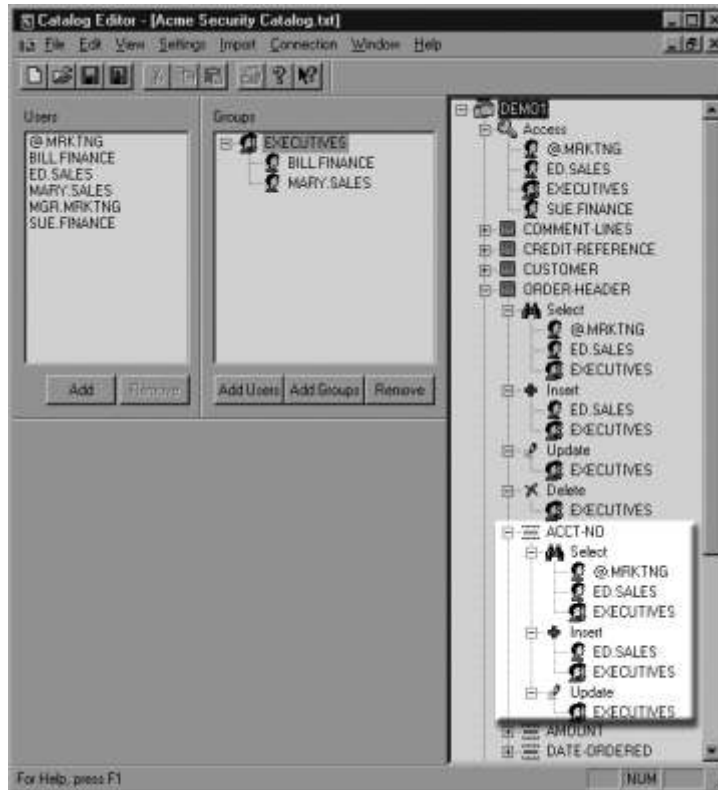 Catalog Editor - [Acme Security Catalog.txt]
File Edit View Settings Import Connection Window Help
Users
@.MRKTNG
BILL.FINANCE
ED.SALES
MARY.SALES
MGR.MRKTNG
SUE.FINANCE
Add Remove
Groups
EXECUTIVES
BILL.FINANCE
MARY.SALES
Add Users Add Groups Remove
DEMO1
Access
@.MRKTNG
ED.SALES
EXECUTIVES
SUE.FINANCE
COMMENT-LINES
CREDIT-REFERENCE
CUSTOMER
ORDER-HEADER
Select
@.MRKTNG
ED.SALES
EXECUTIVES
Insert
ED.SALES
EXECUTIVES
Update
EXECUTIVES
Delete
EXECUTIVES
ACCT-NO
Select
@.MRKTNG
ED.SALES
EXECUTIVES
Insert
ED.SALES
EXECUTIVES
Update
EXECUTIVES
AMOUNT
DATE-ORDERED
For Help, press F1
NUM